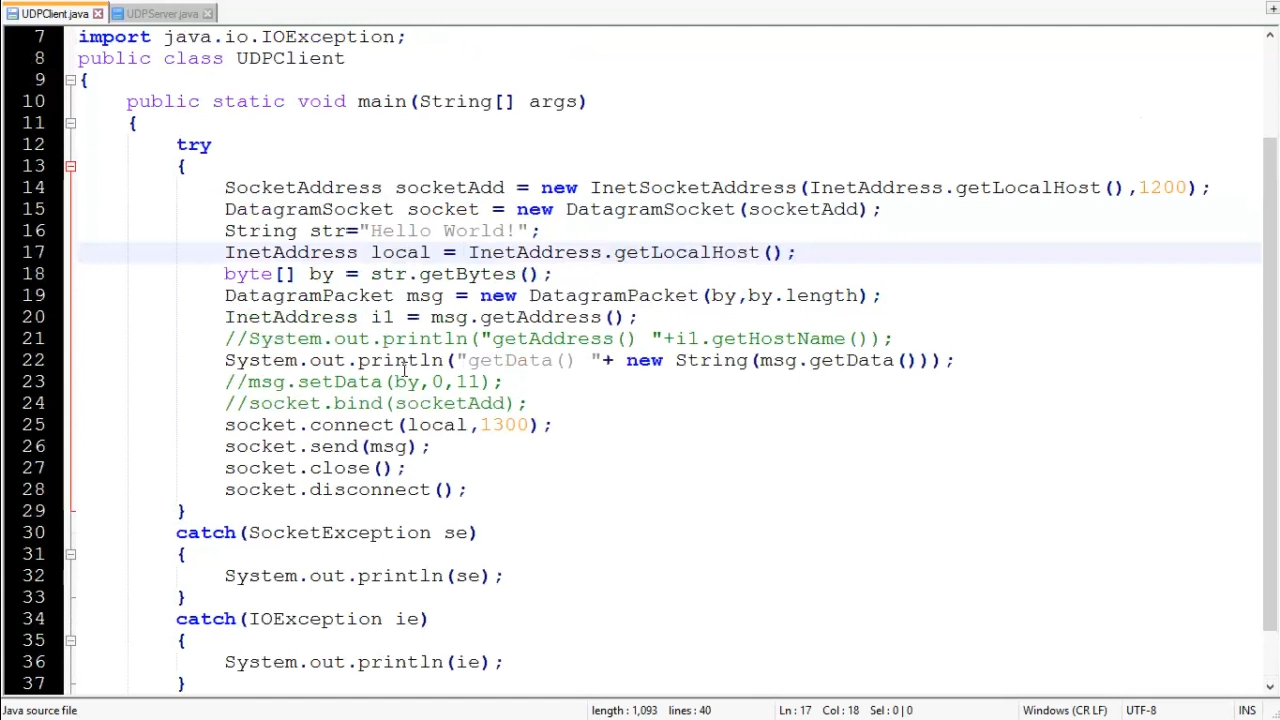 UDPClient.java UDPServer.java
7 import java.io.IOException;
8 public class UDPClient
9 {
10 public static void main(String[] args)
11 {
12 try
13 {
14 SocketAddress socketAdd = new InetSocketAddress(InetAddress.getLocalHost(),1200);
15 DatagramSocket socket = new DatagramSocket(socketAdd);
16 String str="Hello World!";
17 InetAddress local = InetAddress.getLocalHost();
18 byte[] by = str.getBytes();
19 DatagramPacket msg = new DatagramPacket(by,by.length);
20 InetAddress i1 = msg.getAddress();
21 //System.out.println("getAddress() "+i1.getHostName());
22 System.out.println("getData() "+ new String(msg.getData()));
23 //msg.setData(by,0,11);
24 //socket.bind(socketAdd);
25 socket.connect(local,1300);
26 socket.send(msg);
27 socket.close();
28 socket.disconnect();
29 }
30 catch(SocketException se)
31 {
32 System.out.println(se);
33 }
34 catch(IOException ie)
35 {
36 System.out.println(ie);
37 }
Java source file length : 1,093 lines : 40 Ln : 17 Col : 18 Sel : 0 | 0 Windows (CR LF) UTF-8 INS